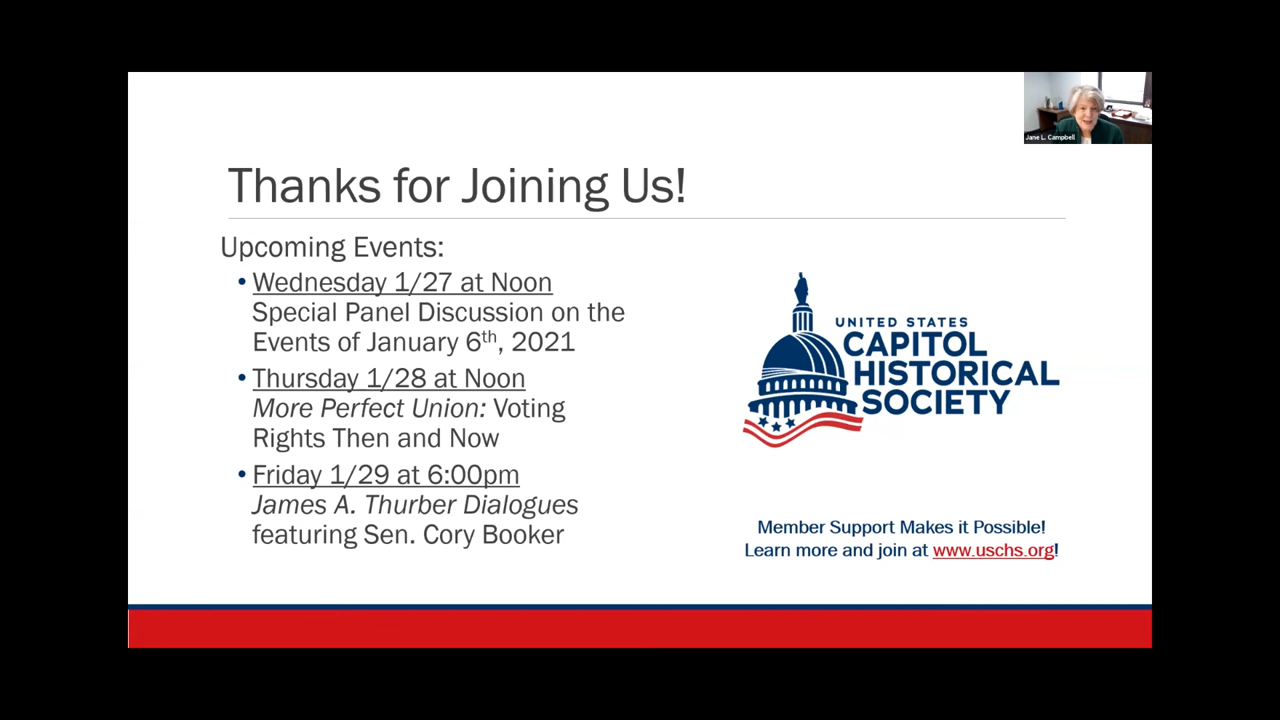 Jane L. Campbell
Thanks for Joining Us!
Upcoming Events:
• Wednesday 1/27 at Noon
Special Panel Discussion on the
Events of January 6th, 2021
• Thursday 1/28 at Noon
More Perfect Union: Voting
Rights Then and Now
• Friday 1/29 at 6:00pm
James A. Thurber Dialogues
featuring Sen. Cory Booker
UNITED STATES
CAPITOL
HISTORICAL
SOCIETY
Member Support Makes it Possible!
Learn more and join at www.uschs.org!